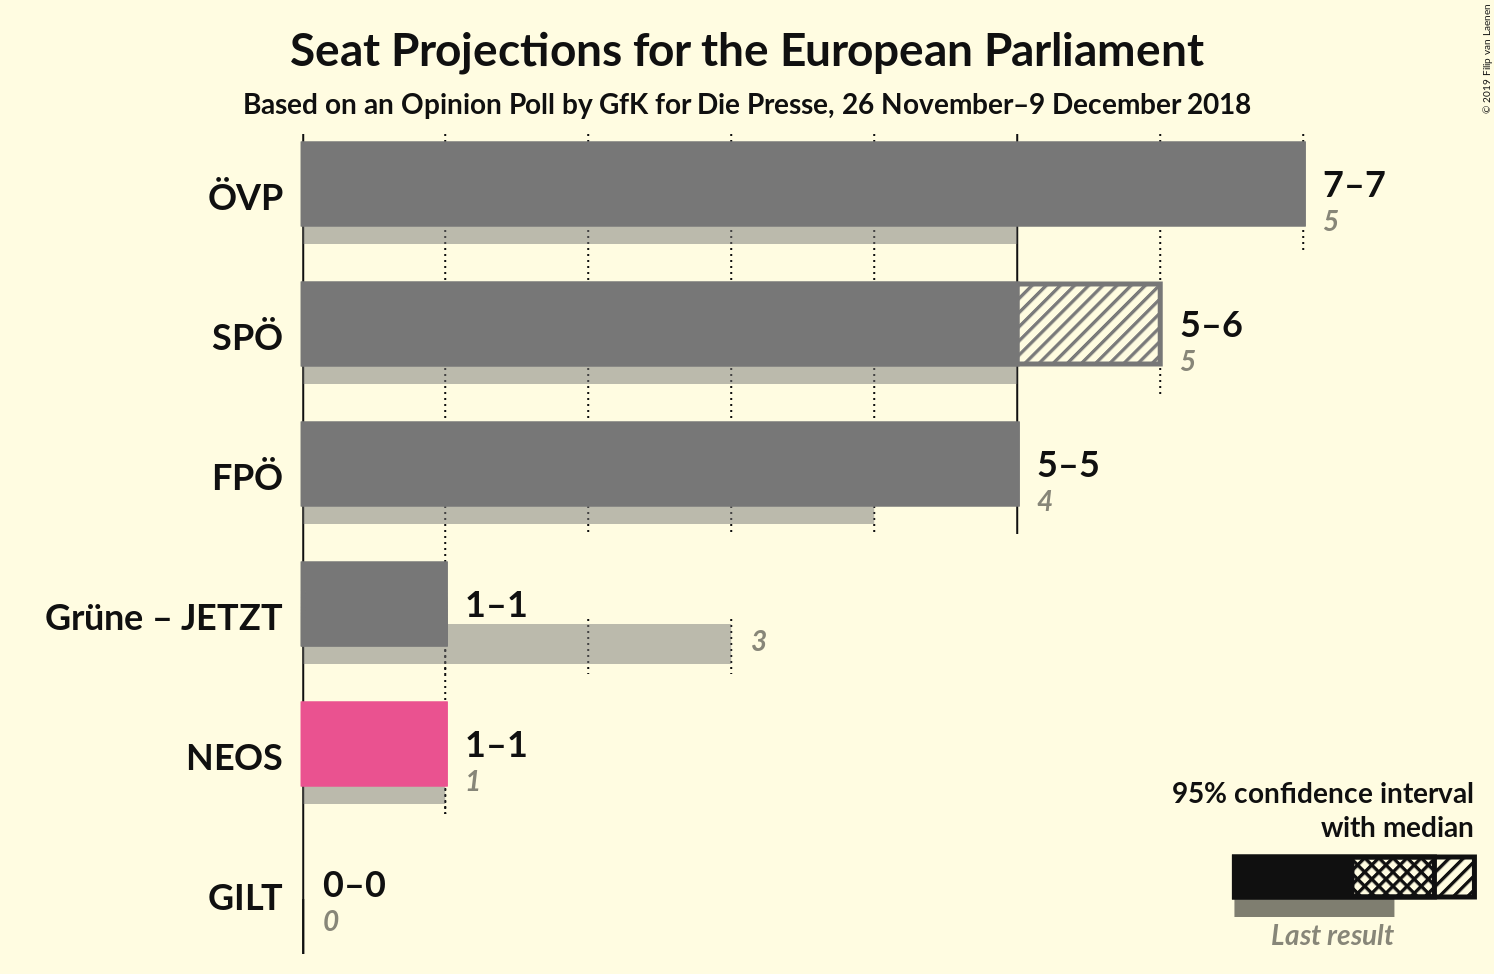 Seat Projections for the European Parliament
Based on an Opinion Poll by GfK for Die Presse, 26 November–9 December 2018
© 2019 Filip van Laenen
ÖVP
7–7
5
SPÖ
5–6
5
FPÖ
5–5
4
Grüne – JETZT
1–1
3
NEOS
1–1
1
GILT
0–0
0
95% confidence interval
with median
Last result